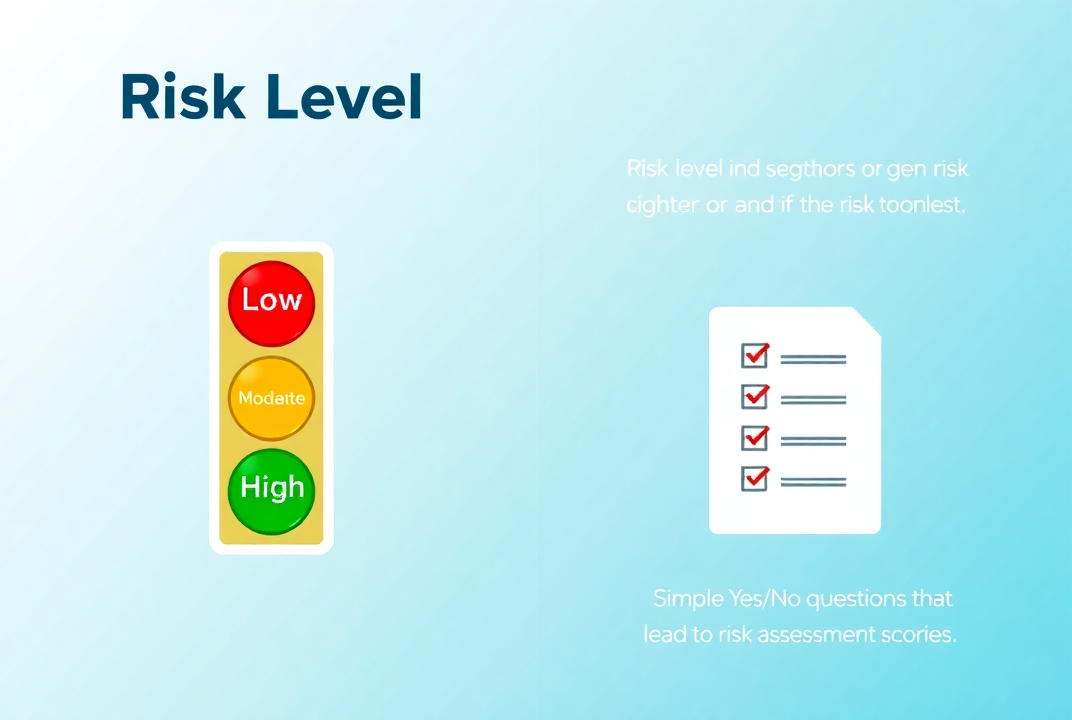 Risk Level
Risk level ind segthors or gen risk
cighter or and if the risk toonlest.
Low
Modaite
High
Simple Yes/No questions that
lead to risk assessment scories.